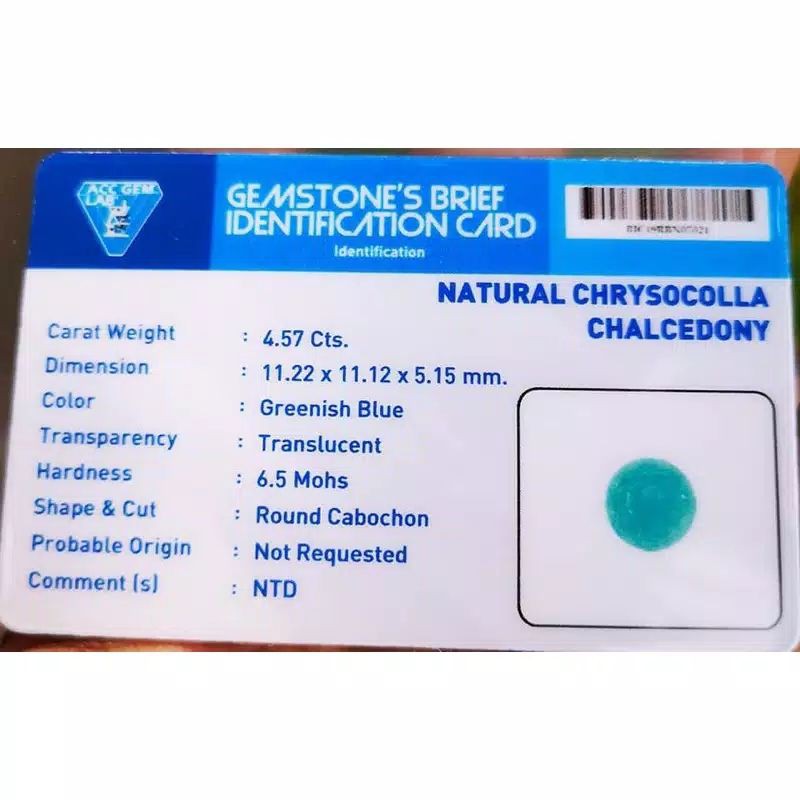 ACC GEM
LAB
GEMSTONE'S BRIEF
IDENTIFICATION CARD
Identification
NATURAL CHRYSOCOLLA
CHALCEDONY
Carat Weight : 4.57 Cts.
Dimension : 11.22 x 11.12 x 5.15 mm.
Color : Greenish Blue
Transparency : Translucent
Hardness : 6.5 Mohs
Shape & Cut : Round Cabochon
Probable Origin : Not Requested
Comment (s) : NTD